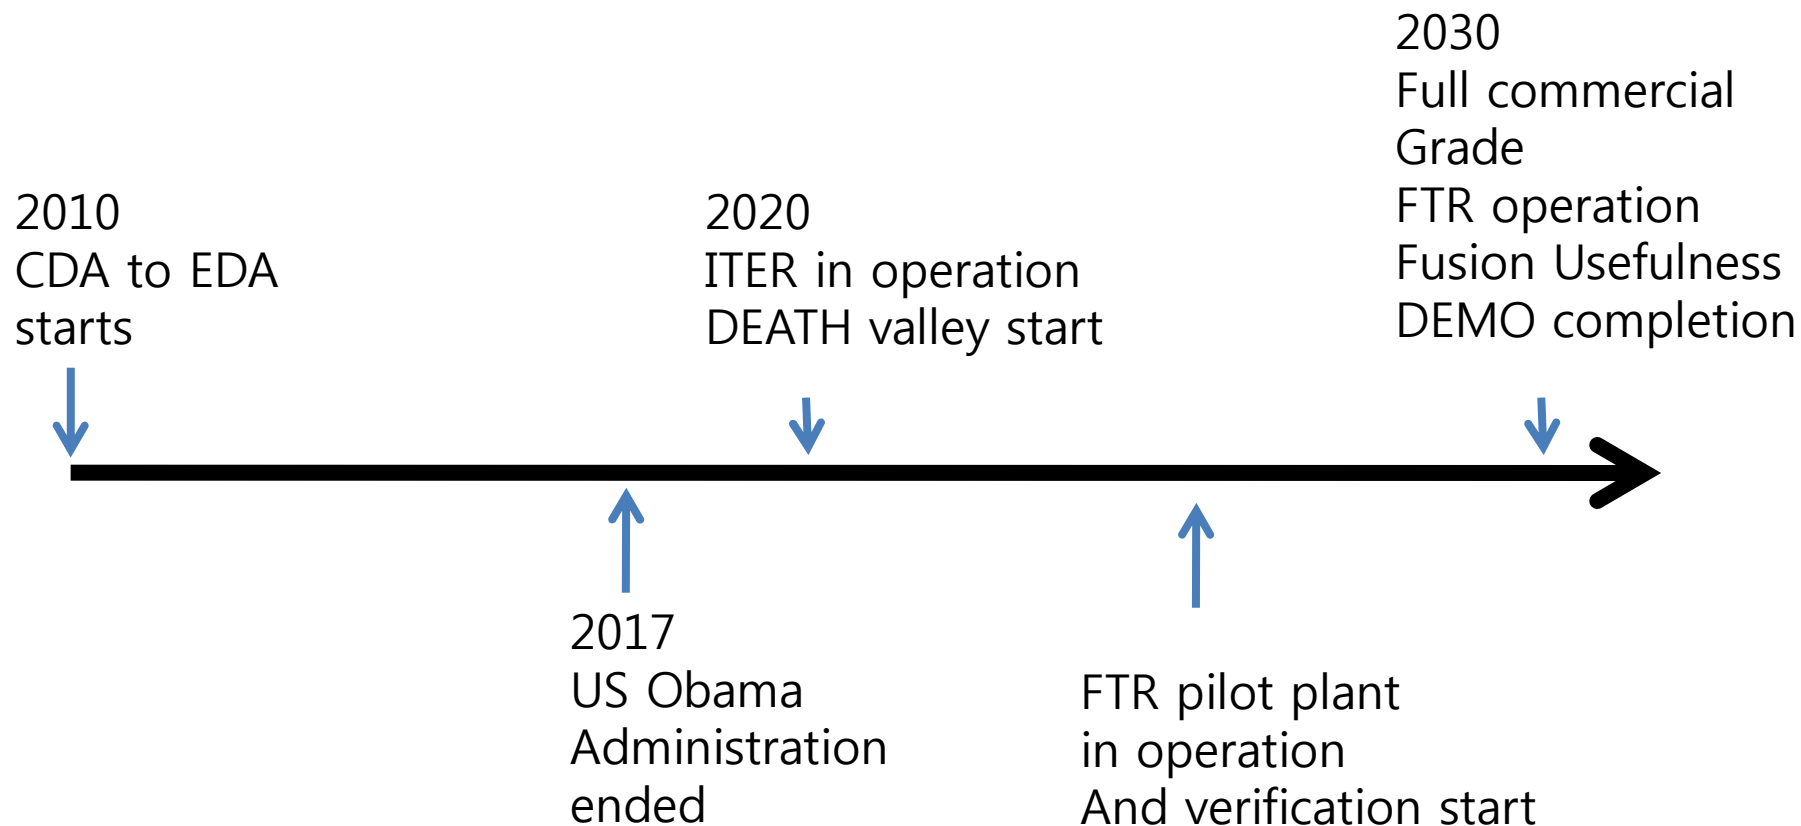 2010
CDA to EDA
starts
2020
ITER in operation
DEATH valley start
2030
Full commercial
Grade
FTR operation
Fusion Usefulness
DEMO completion
2017
US Obama
Administration
ended
FTR pilot plant
in operation
And verification start